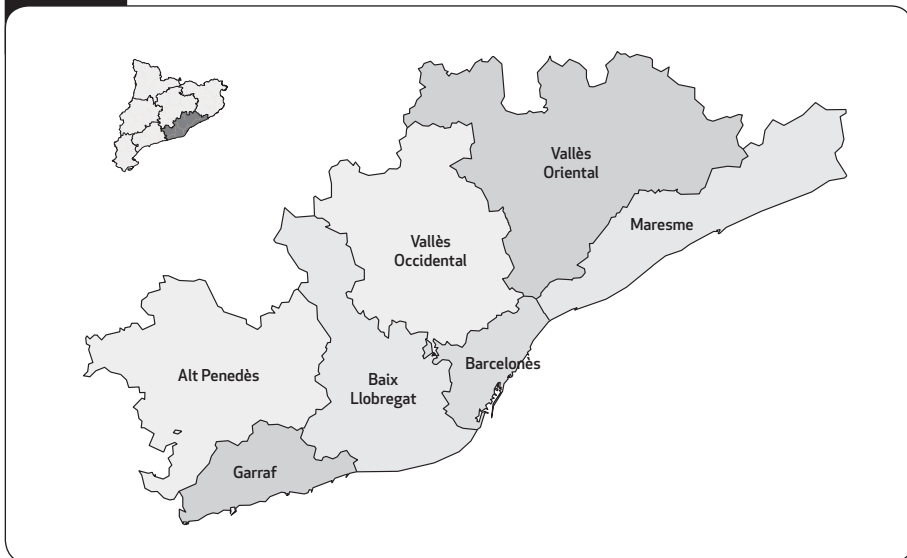 Vallès
Oriental
Maresme
Vallès
Occidental
Barcelonès
Alt Penedès
Baix
Llobregat
Garraf